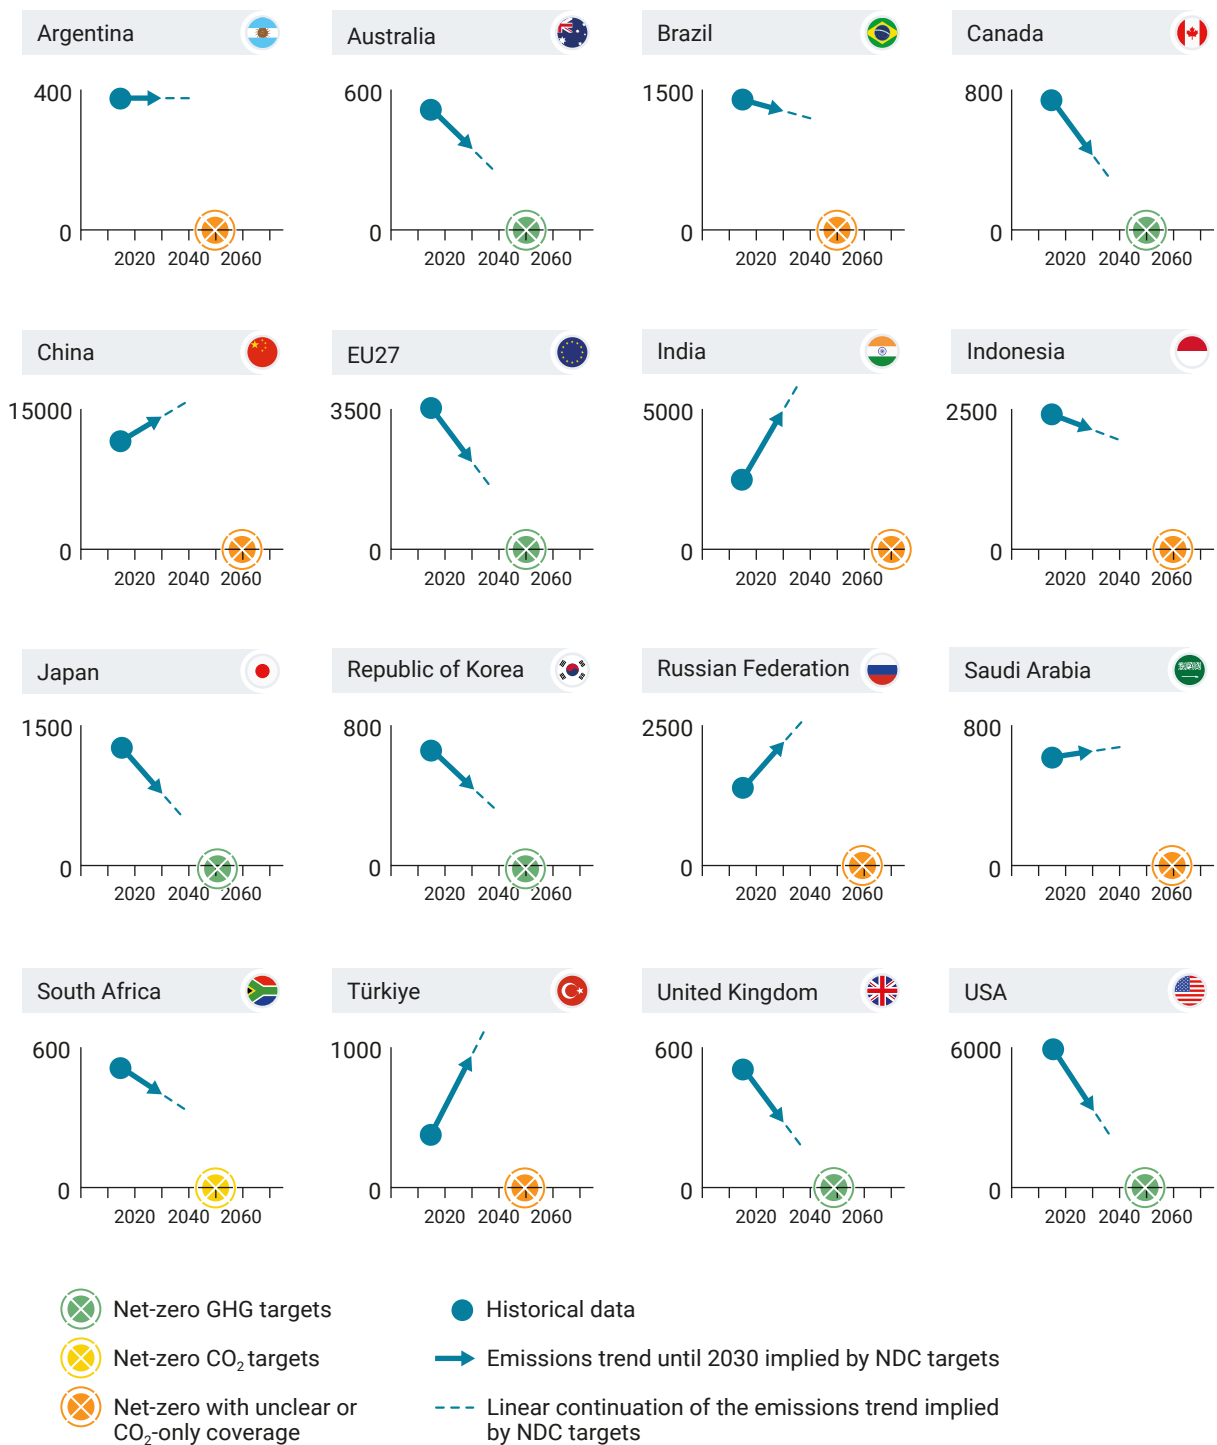 Argentina
400
0
2020 2040 2060
Australia
600
0
2020 2040 2060
Brazil
1500
0
2020 2040 2060
Canada
800
0
2020 2040 2060
China
15000
0
2020 2040 2060
EU27
3500
0
2020 2040 2060
India
5000
0
2020 2040 2060
Indonesia
2500
0
2020 2040 2060
Japan
1500
0
2020 2040 2060
Republic of Korea
800
0
2020 2040 2060
Russian Federation
2500
0
2020 2040 2060
Saudi Arabia
800
0
2020 2040 2060
South Africa
600
0
2020 2040 2060
Türkiye
1000
0
2020 2040 2060
United Kingdom
600
0
2020 2040 2060
USA
6000
0
2020 2040 2060
Net-zero GHG targets
Net-zero CO₂ targets
Net-zero with unclear or
CO₂-only coverage
Historical data
Emissions trend until 2030 implied by NDC targets
Linear continuation of the emissions trend implied
by NDC targets